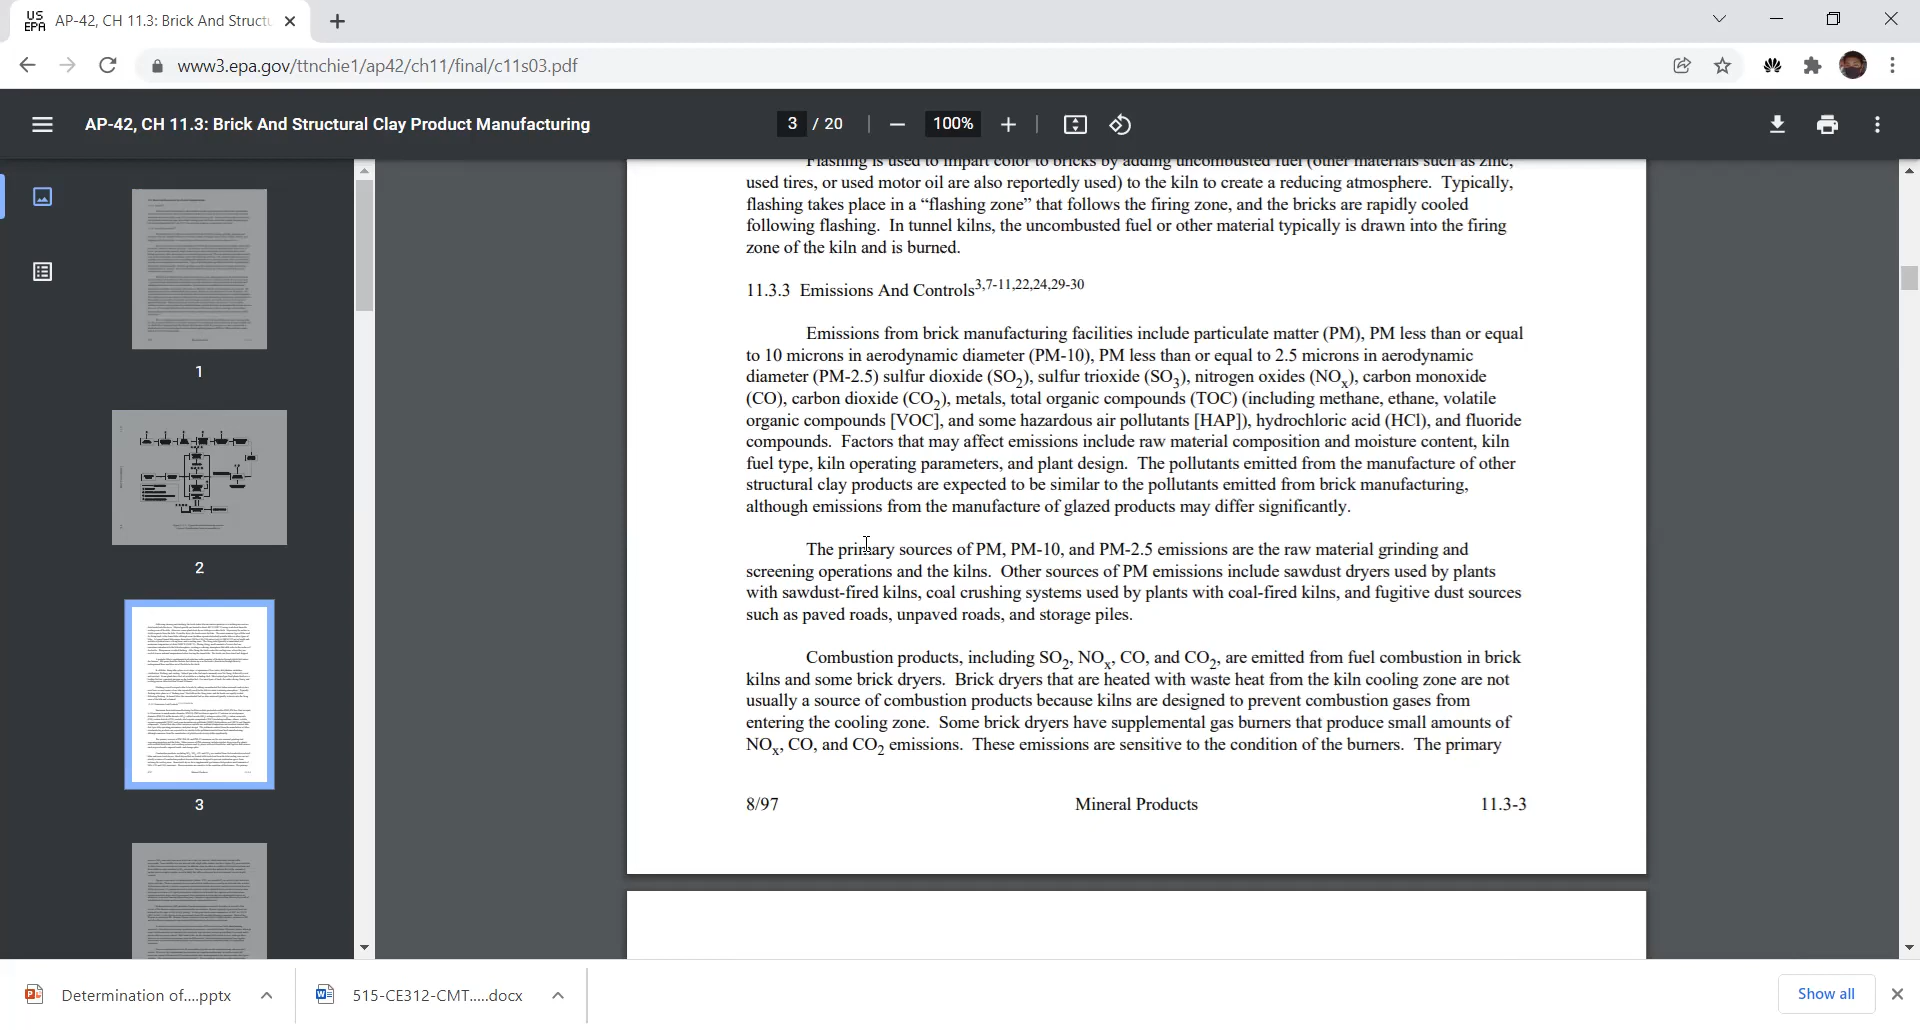 US
EPA
AP-42, CH 11.3: Brick And Structu
www3.epa.gov/ttnchie1/ap42/ch11/final/c11s03.pdf
AP-42, CH 11.3: Brick And Structural Clay Product Manufacturing
3 / 20
100%
1
2
3
Flashing is used to impart color to bricks by adding uncombusted fuel (other materials such as zinc,
used tires, or used motor oil are also reportedly used) to the kiln to create a reducing atmosphere. Typically,
flashing takes place in a “flashing zone” that follows the firing zone, and the bricks are rapidly cooled
following flashing. In tunnel kilns, the uncombusted fuel or other material typically is drawn into the firing
zone of the kiln and is burned.
11.3.3 Emissions And Controls3,7-11,22,24,29-30
Emissions from brick manufacturing facilities include particulate matter (PM), PM less than or equal
to 10 microns in aerodynamic diameter (PM-10), PM less than or equal to 2.5 microns in aerodynamic
diameter (PM-2.5) sulfur dioxide (SO2), sulfur trioxide (SO3), nitrogen oxides (NOx), carbon monoxide
(CO), carbon dioxide (CO2), metals, total organic compounds (TOC) (including methane, ethane, volatile
organic compounds [VOC], and some hazardous air pollutants [HAP]), hydrochloric acid (HCl), and fluoride
compounds. Factors that may affect emissions include raw material composition and moisture content, kiln
fuel type, kiln operating parameters, and plant design. The pollutants emitted from the manufacture of other
structural clay products are expected to be similar to the pollutants emitted from brick manufacturing,
although emissions from the manufacture of glazed products may differ significantly.
The primary sources of PM, PM-10, and PM-2.5 emissions are the raw material grinding and
screening operations and the kilns. Other sources of PM emissions include sawdust dryers used by plants
with sawdust-fired kilns, coal crushing systems used by plants with coal-fired kilns, and fugitive dust sources
such as paved roads, unpaved roads, and storage piles.
Combustion products, including SO2, NOx, CO, and CO2, are emitted from fuel combustion in brick
kilns and some brick dryers. Brick dryers that are heated with waste heat from the kiln cooling zone are not
usually a source of combustion products because kilns are designed to prevent combustion gases from
entering the cooling zone. Some brick dryers have supplemental gas burners that produce small amounts of
NOx, CO, and CO2 emissions. These emissions are sensitive to the condition of the burners. The primary
8/97 Mineral Products 11.3-3
Determination of....pptx
515-CE312-CMT.....docx
Show all